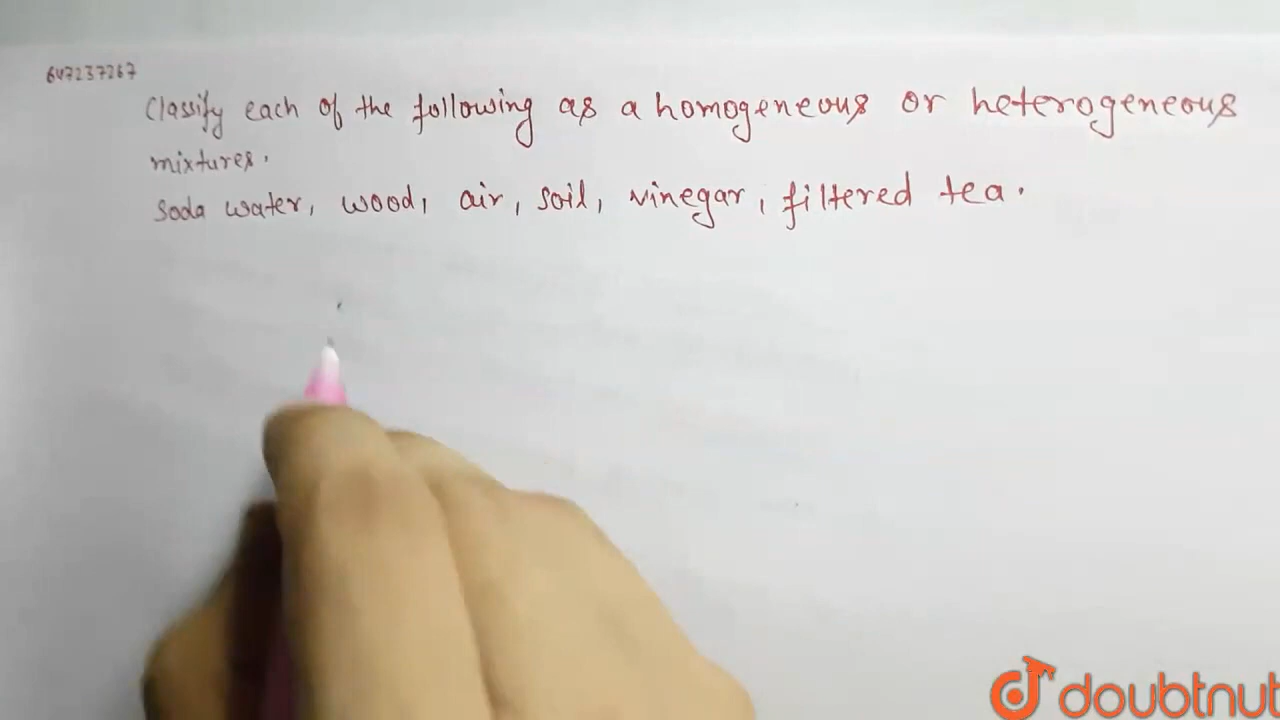 647237267
Classify each of the following as a homogeneous or heterogeneous
mixtures.
Soda water, wood, air, soil, vinegar, filtered tea.
doubtnut